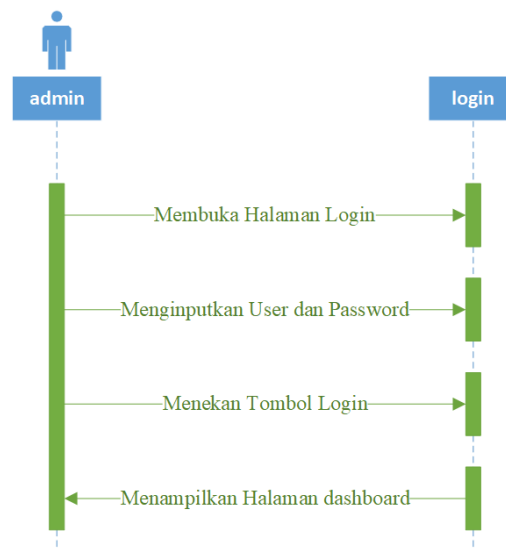 admin
login
Membuka Halaman Login
Menginputkan User dan Password
Menekan Tombol Login
Menampilkan Halaman dashboard